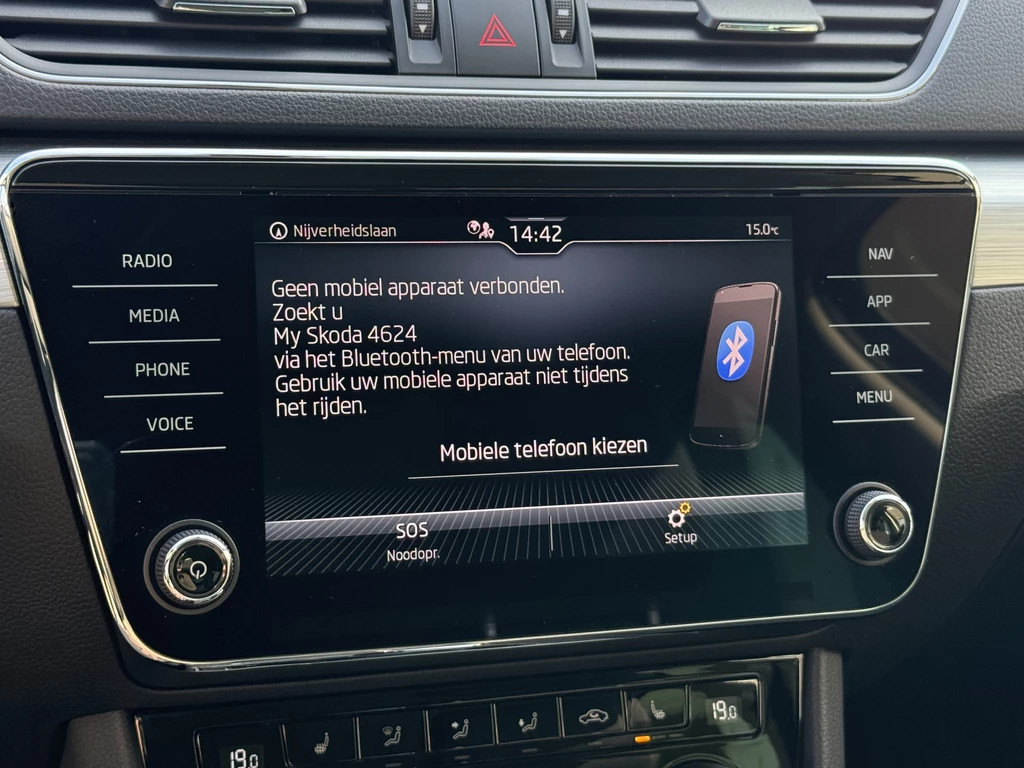 Nijverheidslaan
14:42
15.0°C
RADIO
MEDIA
PHONE
VOICE
NAV
APP
CAR
MENU
Geen mobiel apparaat verbonden.
Zoekt u
My Skoda 4624
via het Bluetooth-menu van uw telefoon.
Gebruik uw mobiele apparaat niet tijdens
het rijden.
Mobiele telefoon kiezen
SOS
Noodopr.
Setup
19.0
19.0